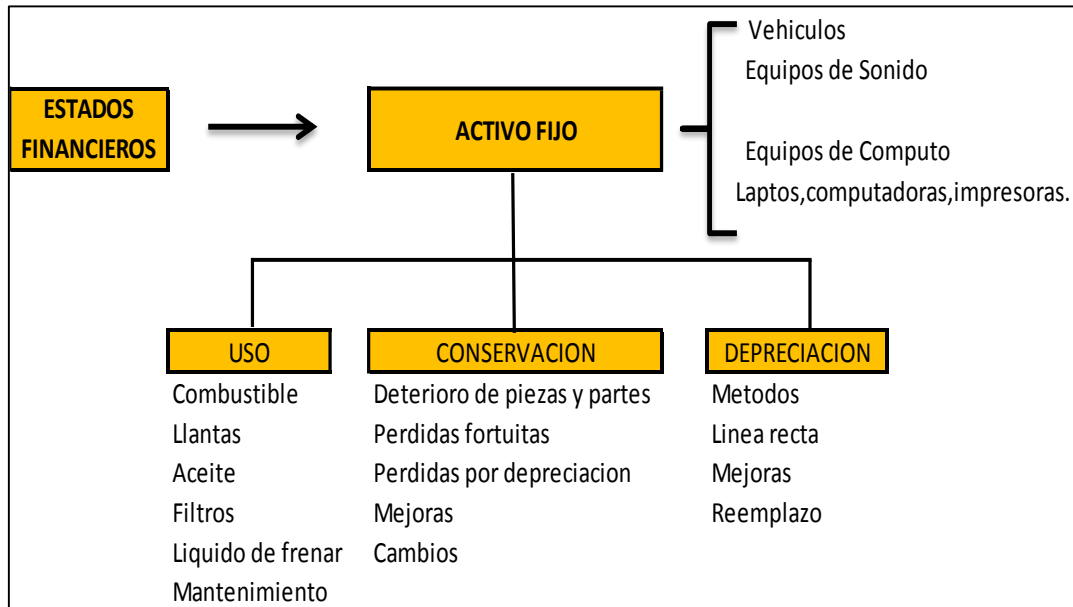 ESTADOS
FINANCIEROS
ACTIVO FIJO
Vehiculos
Equipos de Sonido
Equipos de Computo
Laptos,computadoras,impresoras.
USO
Combustible
Llantas
Aceite
Filtros
Liquido de frenar
Mantenimiento
CONSERVACION
Deterioro de piezas y partes
Perdidas fortuitas
Perdidas por depreciacion
Mejoras
Cambios
DEPRECIACION
Metodos
Linea recta
Mejoras
Reemplazo